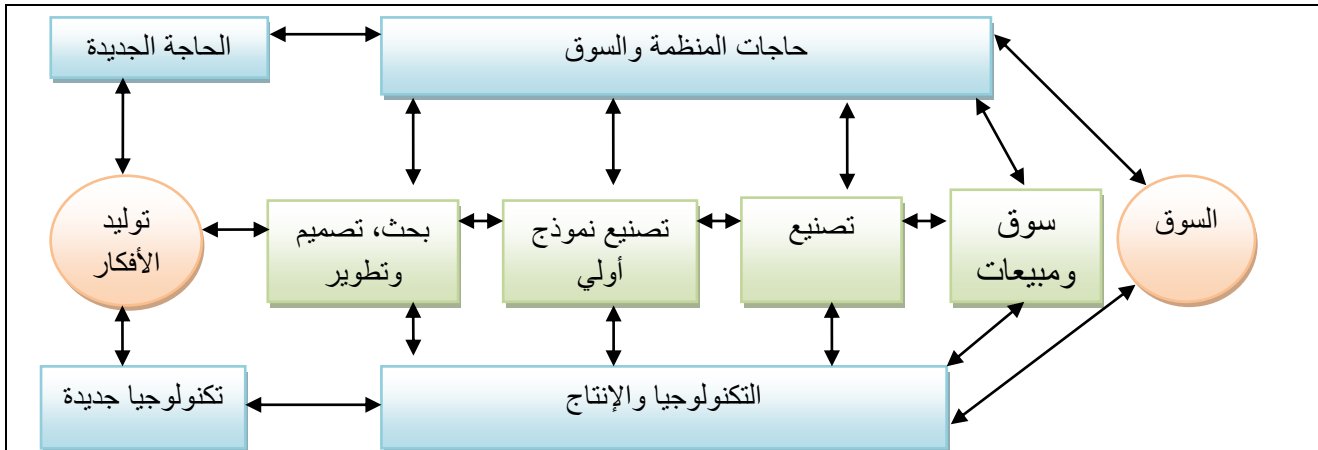 الحاجة الجديدة
حاجات المنظمة والسوق
توليد
الأفكار
بحث، تصميم
وتطوير
تصنيع نموذج
أولي
تصنيع
سوق
ومبيعات
السوق
تكنولوجيا جديدة
التكنولوجيا والإنتاج